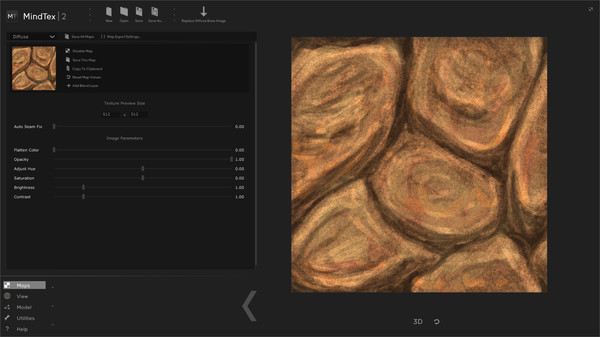 MT MindTex | 2
New Open Save Save As... Replace Diffuse Base Image
Diffuse Save All Maps Map Export Settings...
Disable Map
Save This Map
Copy To Clipboard
Reset Map Values
Add Blend Layer
Texture Preview Size
512 x 512
Auto Seam Fix 0.00
Image Parameters
Flatten Color 0.00
Opacity 1.00
Adjust Hue 0.00
Saturation 0.00
Brightness 1.00
Contrast 1.00
Maps
View
Model
Utilities
? Help
3D